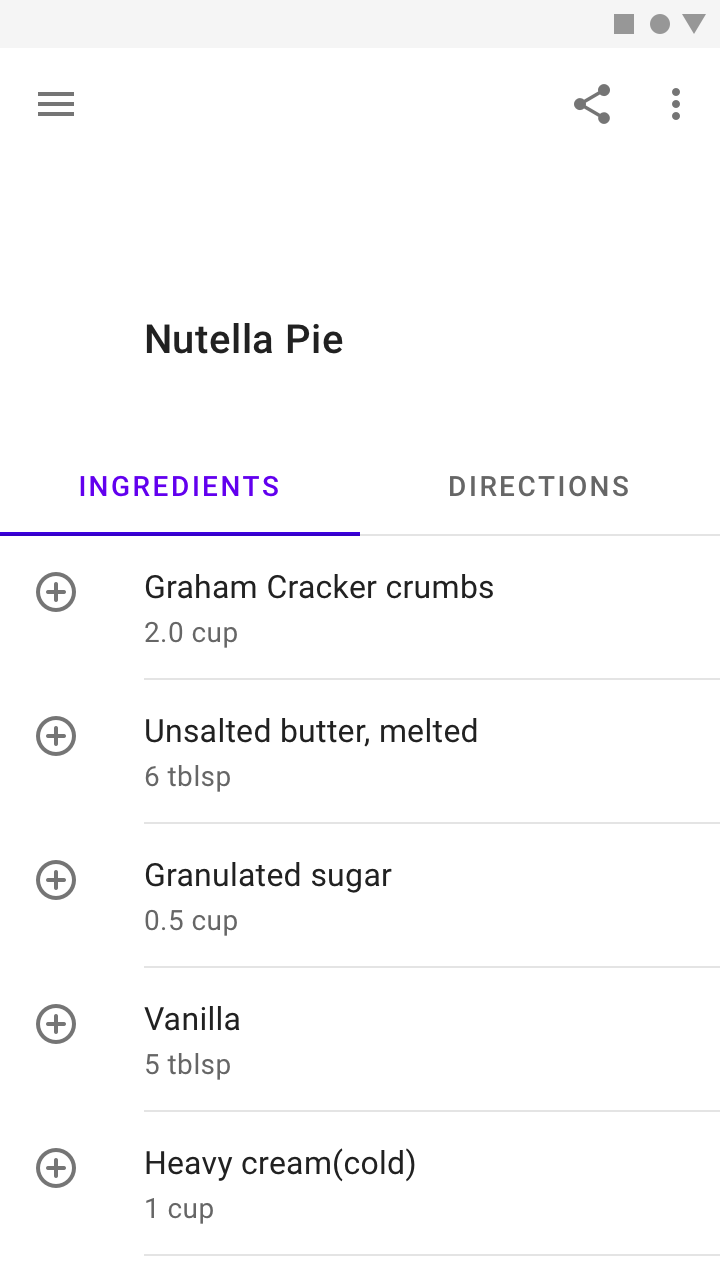 Nutella Pie
INGREDIENTS
DIRECTIONS
Graham Cracker crumbs
2.0 cup
Unsalted butter, melted
6 tblsp
Granulated sugar
0.5 cup
Vanilla
5 tblsp
Heavy cream(cold)
1 cup